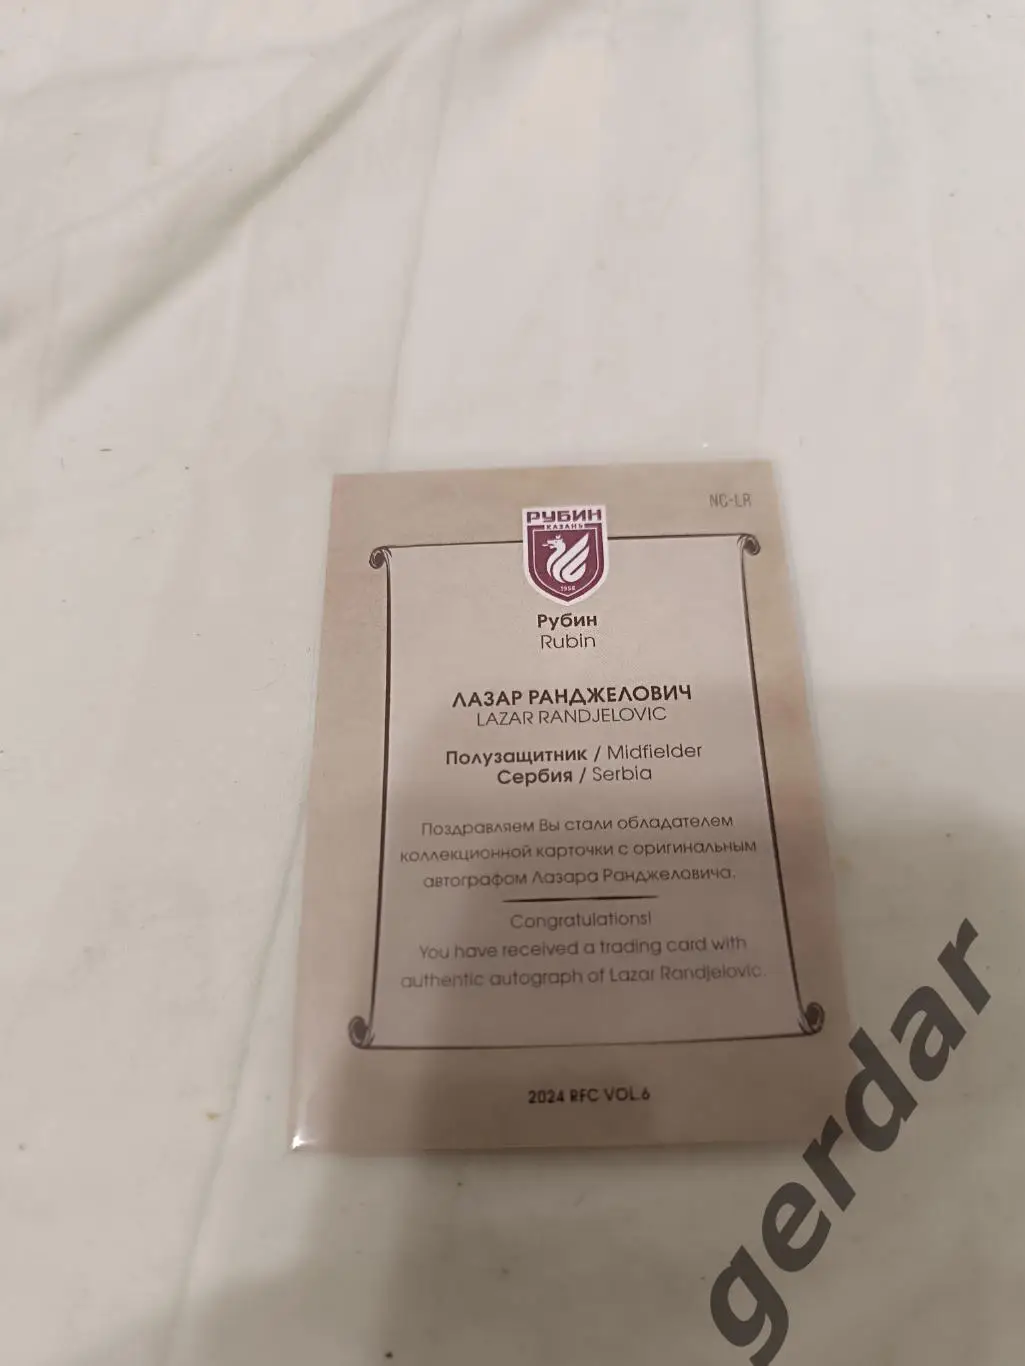 NC-LR
РУБИН
КАЗАНЬ
1958
Рубин
Rubin
ЛАЗАР РАНДЖЕЛОВИЧ
LAZAR RANDJELOVIC
Полузащитник / Midfielder
Сербия / Serbia
Поздравляем Вы стали обладателем
коллекционной карточки с оригинальным
автографом Лазара Ранджеловича.
Congratulations!
You have received a trading card with
authentic autograph of Lazar Randjelovic.
2024 RFC VOL.6
gerdar